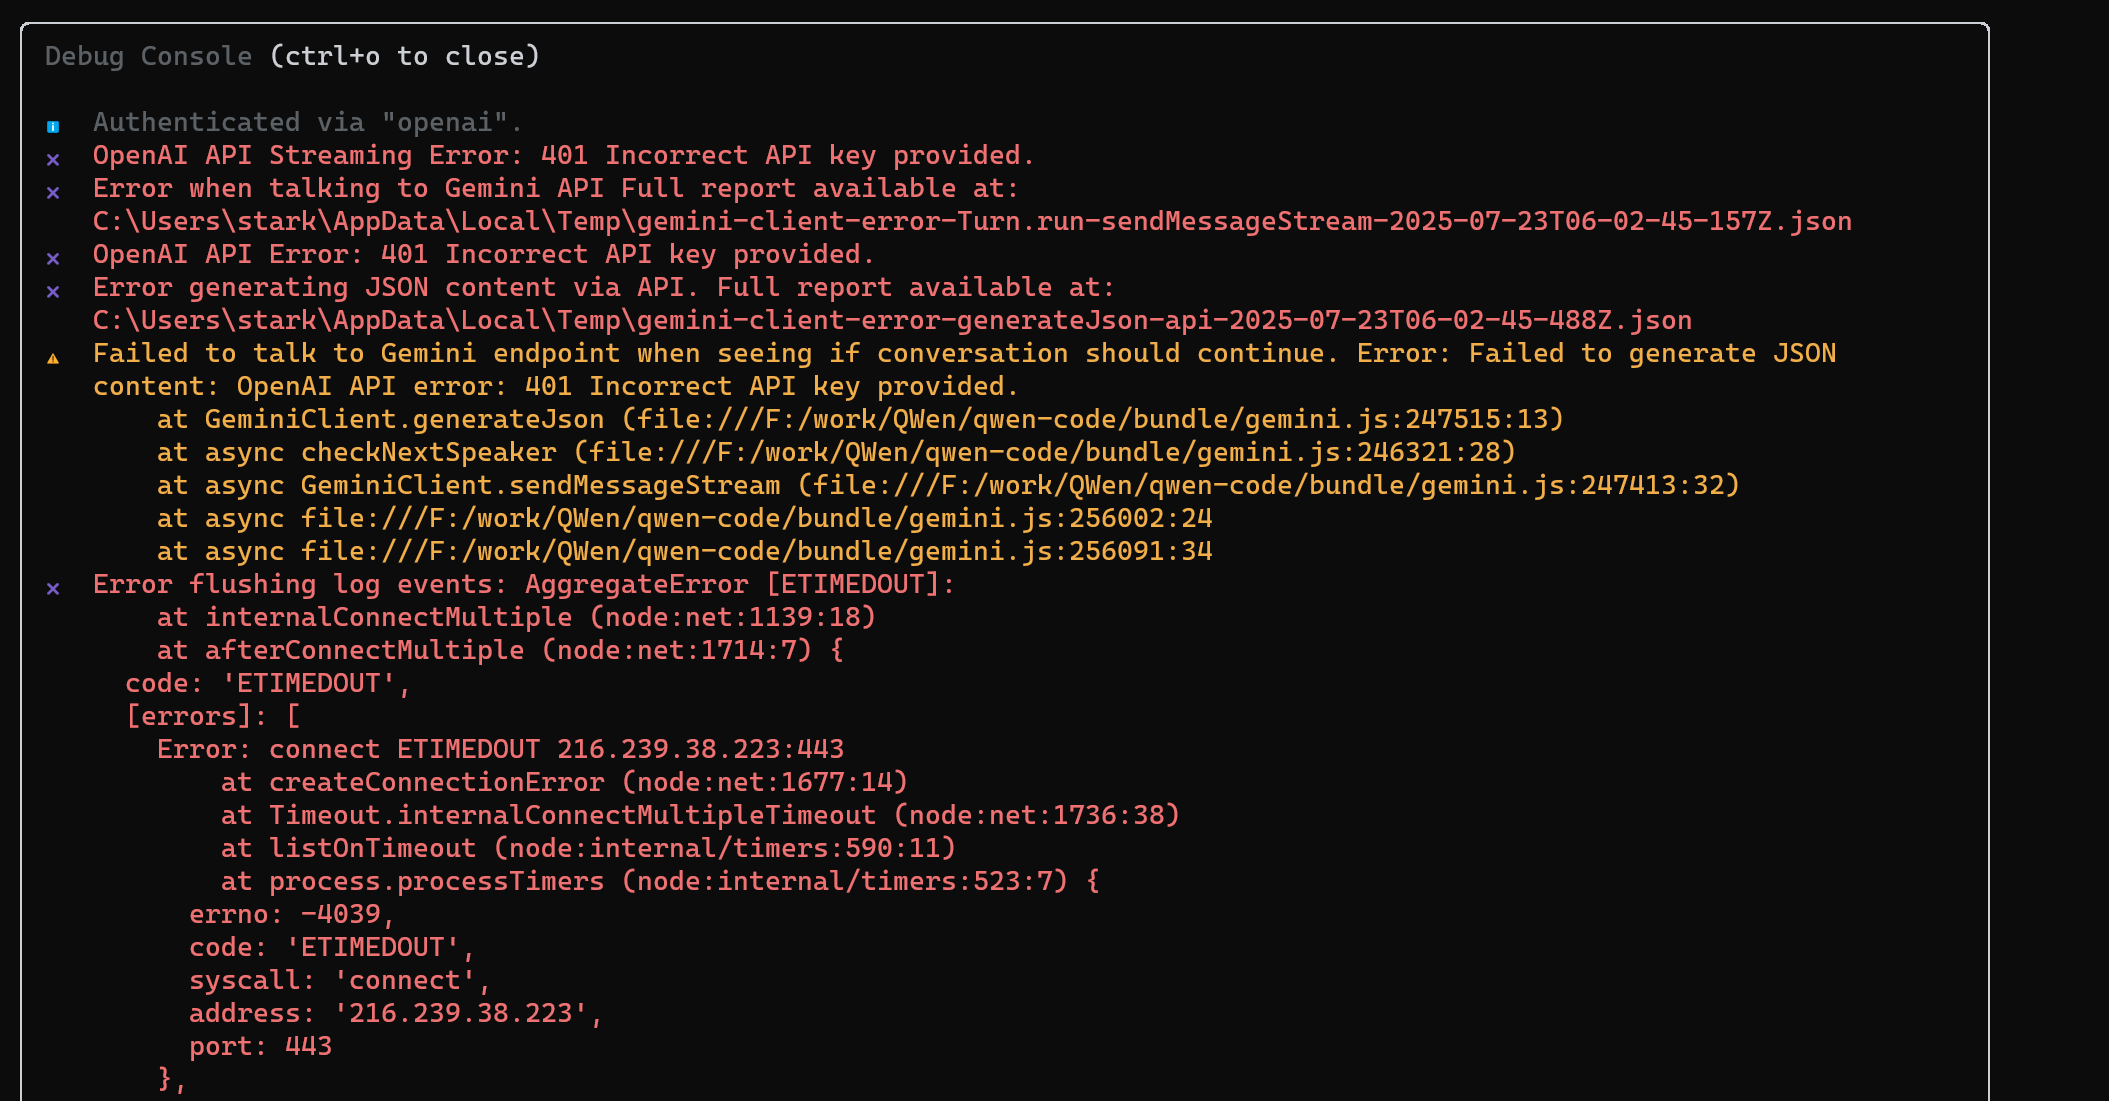 Debug Console (ctrl+o to close)
i Authenticated via "openai".
× OpenAI API Streaming Error: 401 Incorrect API key provided.
× Error when talking to Gemini API Full report available at:
C:\Users\stark\AppData\Local\Temp\gemini-client-error-Turn.run-sendMessageStream-2025-07-23T06-02-45-157Z.json
× OpenAI API Error: 401 Incorrect API key provided.
× Error generating JSON content via API. Full report available at:
C:\Users\stark\AppData\Local\Temp\gemini-client-error-generateJson-api-2025-07-23T06-02-45-488Z.json
⚠ Failed to talk to Gemini endpoint when seeing if conversation should continue. Error: Failed to generate JSON
content: OpenAI API error: 401 Incorrect API key provided.
at GeminiClient.generateJson (file:///F:/work/QWen/qwen-code/bundle/gemini.js:247515:13)
at async checkNextSpeaker (file:///F:/work/QWen/qwen-code/bundle/gemini.js:246321:28)
at async GeminiClient.sendMessageStream (file:///F:/work/QWen/qwen-code/bundle/gemini.js:247413:32)
at async file:///F:/work/QWen/qwen-code/bundle/gemini.js:256002:24
at async file:///F:/work/QWen/qwen-code/bundle/gemini.js:256091:34
× Error flushing log events: AggregateError [ETIMEDOUT]:
at internalConnectMultiple (node:net:1139:18)
at afterConnectMultiple (node:net:1714:7) {
code: 'ETIMEDOUT',
[errors]: [
Error: connect ETIMEDOUT 216.239.38.223:443
at createConnectionError (node:net:1677:14)
at Timeout.internalConnectMultipleTimeout (node:net:1736:38)
at listOnTimeout (node:internal/timers:590:11)
at process.processTimers (node:internal/timers:523:7) {
errno: -4039,
code: 'ETIMEDOUT',
syscall: 'connect',
address: '216.239.38.223',
port: 443
},